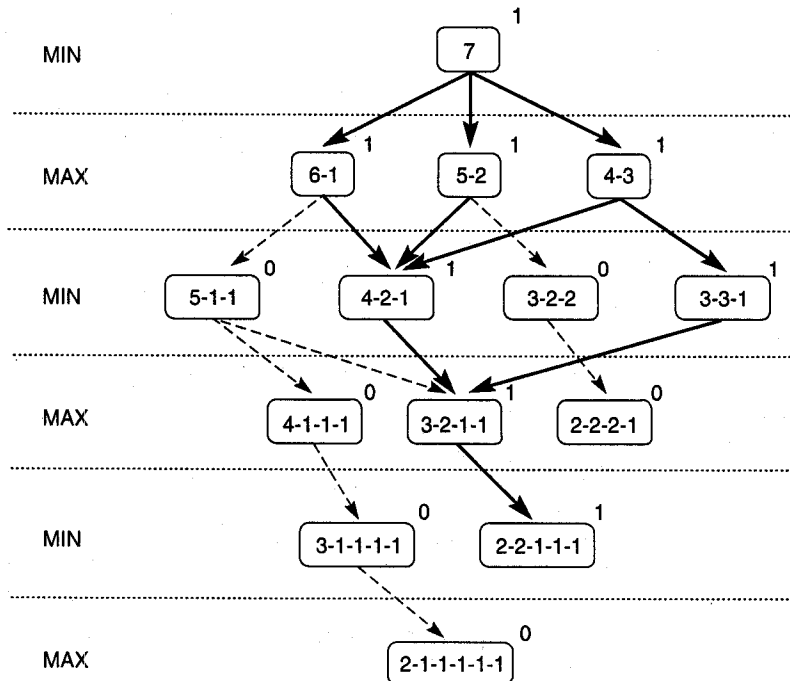 1
MIN 7
1 1 1
MAX 6-1 5-2 4-3
0 1 0 1
MIN 5-1-1 4-2-1 3-2-2 3-3-1
0 1 0
MAX 4-1-1-1 3-2-1-1 2-2-2-1
0 1
MIN 3-1-1-1-1 2-2-1-1-1
0
MAX 2-1-1-1-1-1